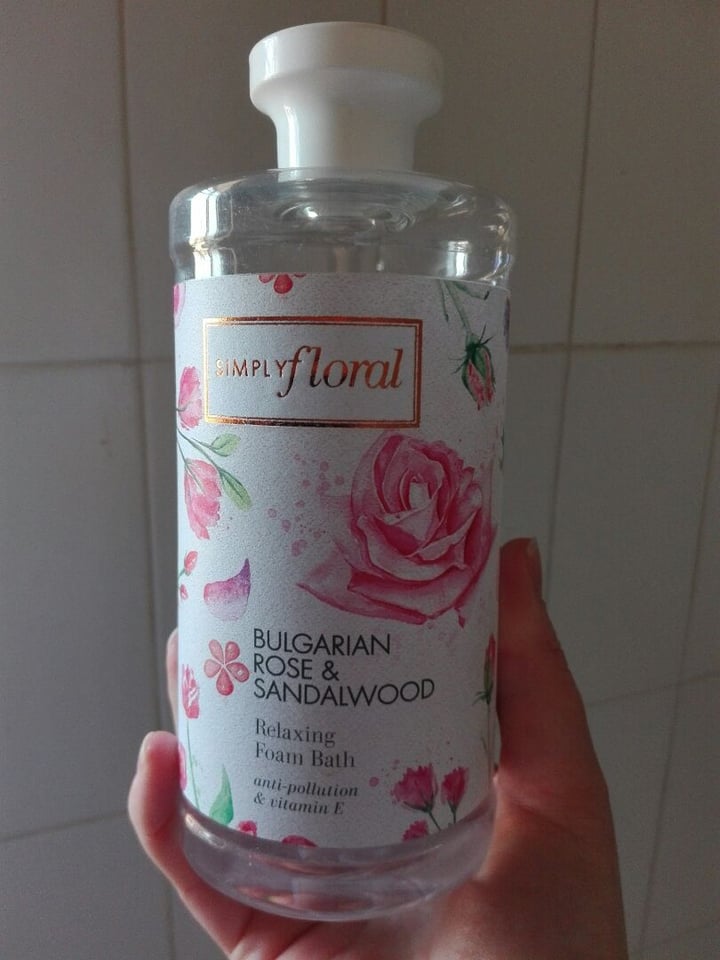 SiMPLY floral
BULGARIAN
ROSE &
SANDALWOOD
Relaxing
Foam Bath
anti-pollution
& vitamin E